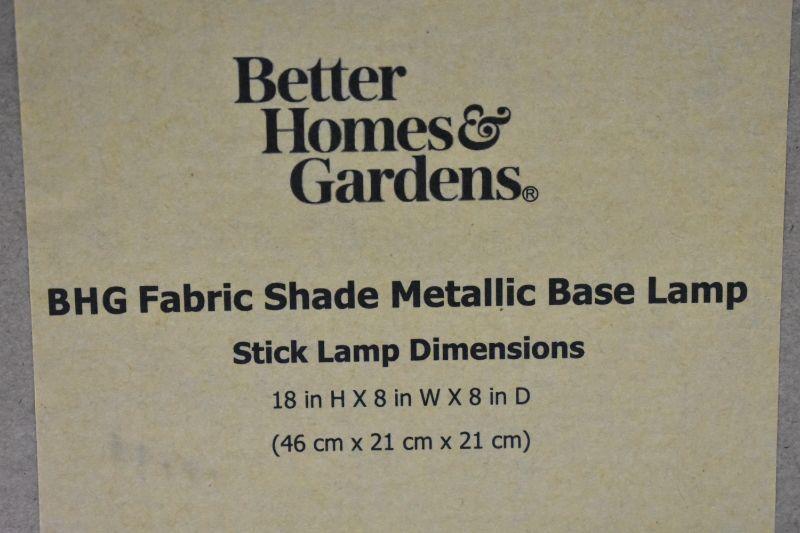 Better
Homes&
Gardens®
BHG Fabric Shade Metallic Base Lamp
Stick Lamp Dimensions
18 in H X 8 in W X 8 in D
(46 cm x 21 cm x 21 cm)